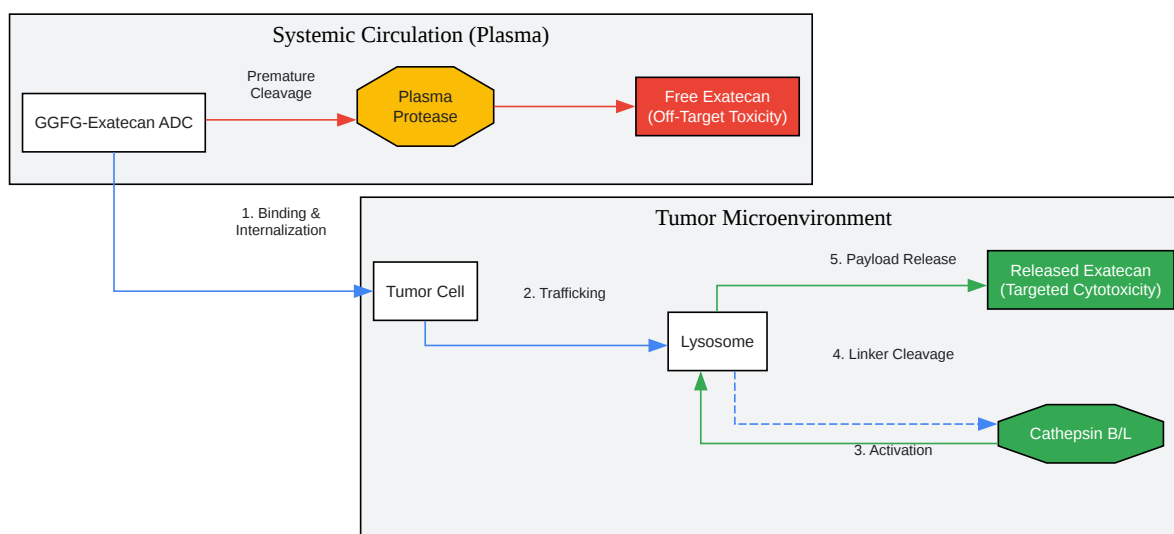 Systemic Circulation (Plasma)
Premature
Cleavage
GGFG-Exatecan ADC
Plasma
Protease
Free Exatecan
(Off-Target Toxicity)
1. Binding &
Internalization
Tumor Microenvironment
Tumor Cell
2. Trafficking
Lysosome
5. Payload Release
Released Exatecan
(Targeted Cytotoxicity)
4. Linker Cleavage
3. Activation
Cathepsin B/L